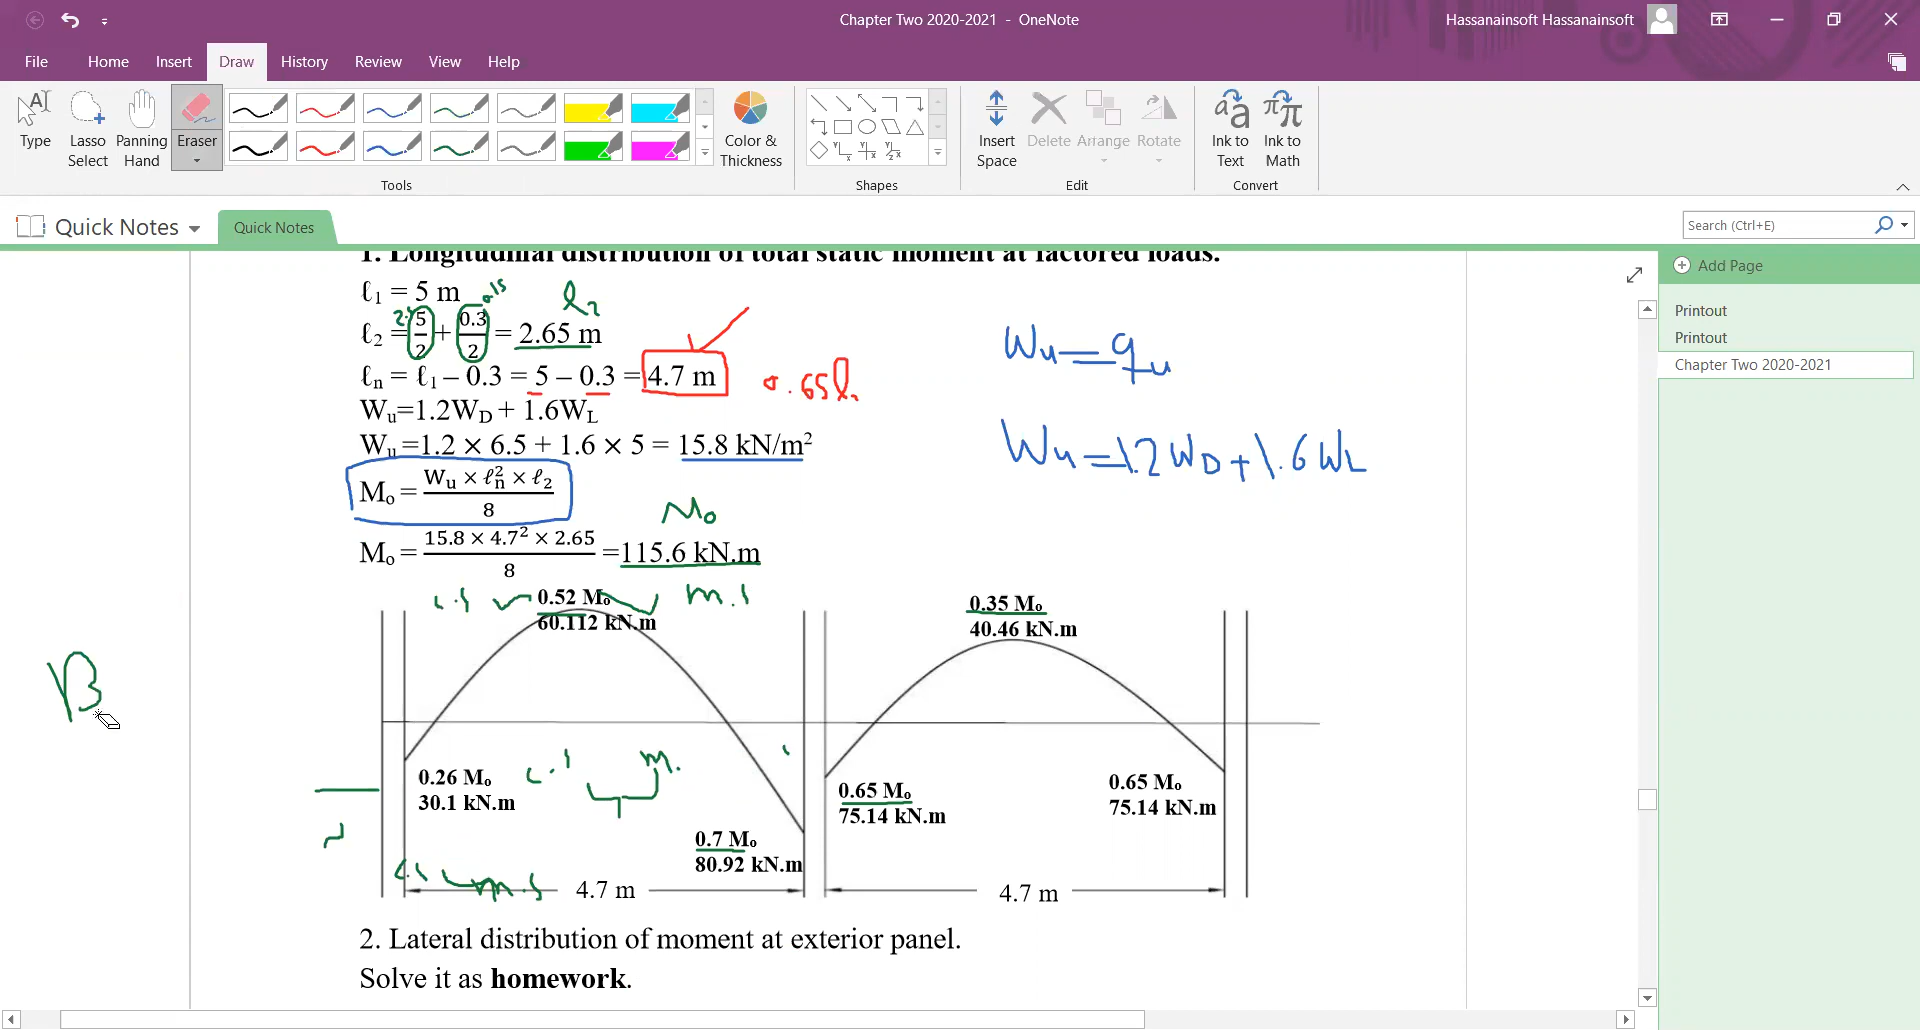 Chapter Two 2020-2021 - OneNote
Hassanainsoft Hassanainsoft
File Home Insert Draw History Review View Help
Type
Lasso Select
Panning Hand
Eraser
Color & Thickness
Insert Space
Delete
Arrange
Rotate
Ink to Text
Ink to Math
Tools
Shapes
Edit
Convert
Quick Notes
Quick Notes
Search (Ctrl+E)
Add Page
Printout
Printout
Chapter Two 2020-2021
1. Longitudinal distribution of total static moment at factored loads.
ℓ₁ = 5 m
ℓ₂ = 5/2 + 0.3/2 = 2.65 m
ℓ₂
ℓn = ℓ₁ – 0.3 = 5 – 0.3 = 4.7 m
0.65ℓ₁
Wu=1.2WD + 1.6WL
Wu=1.2 × 6.5 + 1.6 × 5 = 15.8 kN/m²
Wu = qu
Wu = 1.2 WD + 1.6 WL
Mo = Wu × ℓn² × ℓ₂ / 8
Mo
Mo = 15.8 × 4.7² × 2.65 / 8 =115.6 kN.m
c.s
0.52 Mo
60.112 kN.m
m.s
0.35 Mo
40.46 kN.m
β
0.26 Mo
30.1 kN.m
c.s
m.
0.7 Mo
80.92 kN.m
0.65 Mo
75.14 kN.m
0.65 Mo
75.14 kN.m
c.s
m.s
4.7 m
4.7 m
2. Lateral distribution of moment at exterior panel.
Solve it as homework.